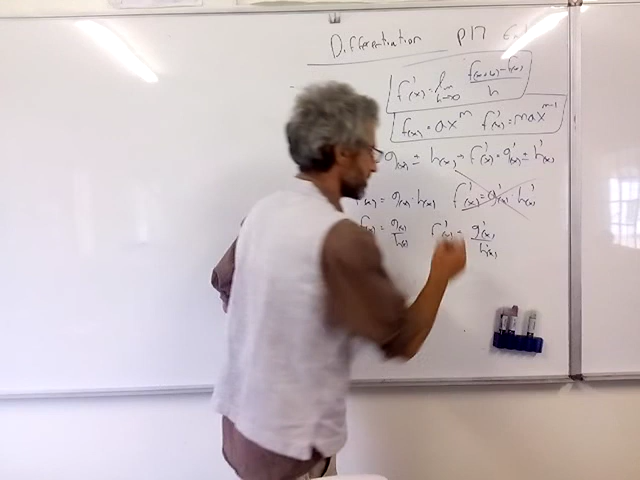 Differentiation P17
f'(x) = lim h→0 f(x+h) - f(x) / h
f(x) = ax^m f'(x) = max^m-1
g(x) ± h(x) → f'(x) = g'(x) ± h'(x)
(x) = g(x) · h(x) f'(x) = g'(x) · h'(x)
f(x) = g(x) / h(x) f'(x) = g'(x) / h'(x)